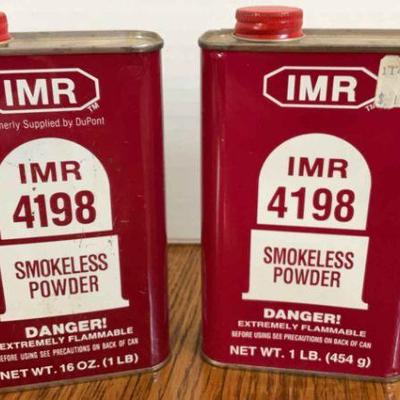 IMR
TM
Supplied by DuPont
IMR
4198
SMOKELESS
POWDER
DANGER!
EXTREMELY FLAMMABLE
BEFORE USING SEE PRECAUTIONS ON BACK OF CAN
NET WT. 16 OZ. (1 LB)
IMR
TM
IMR
4198
SMOKELESS
POWDER
DANGER!
EXTREMELY FLAMMABLE
BEFORE USING SEE PRECAUTIONS ON BACK OF CAN
NET WT. 1 LB. (454 g)